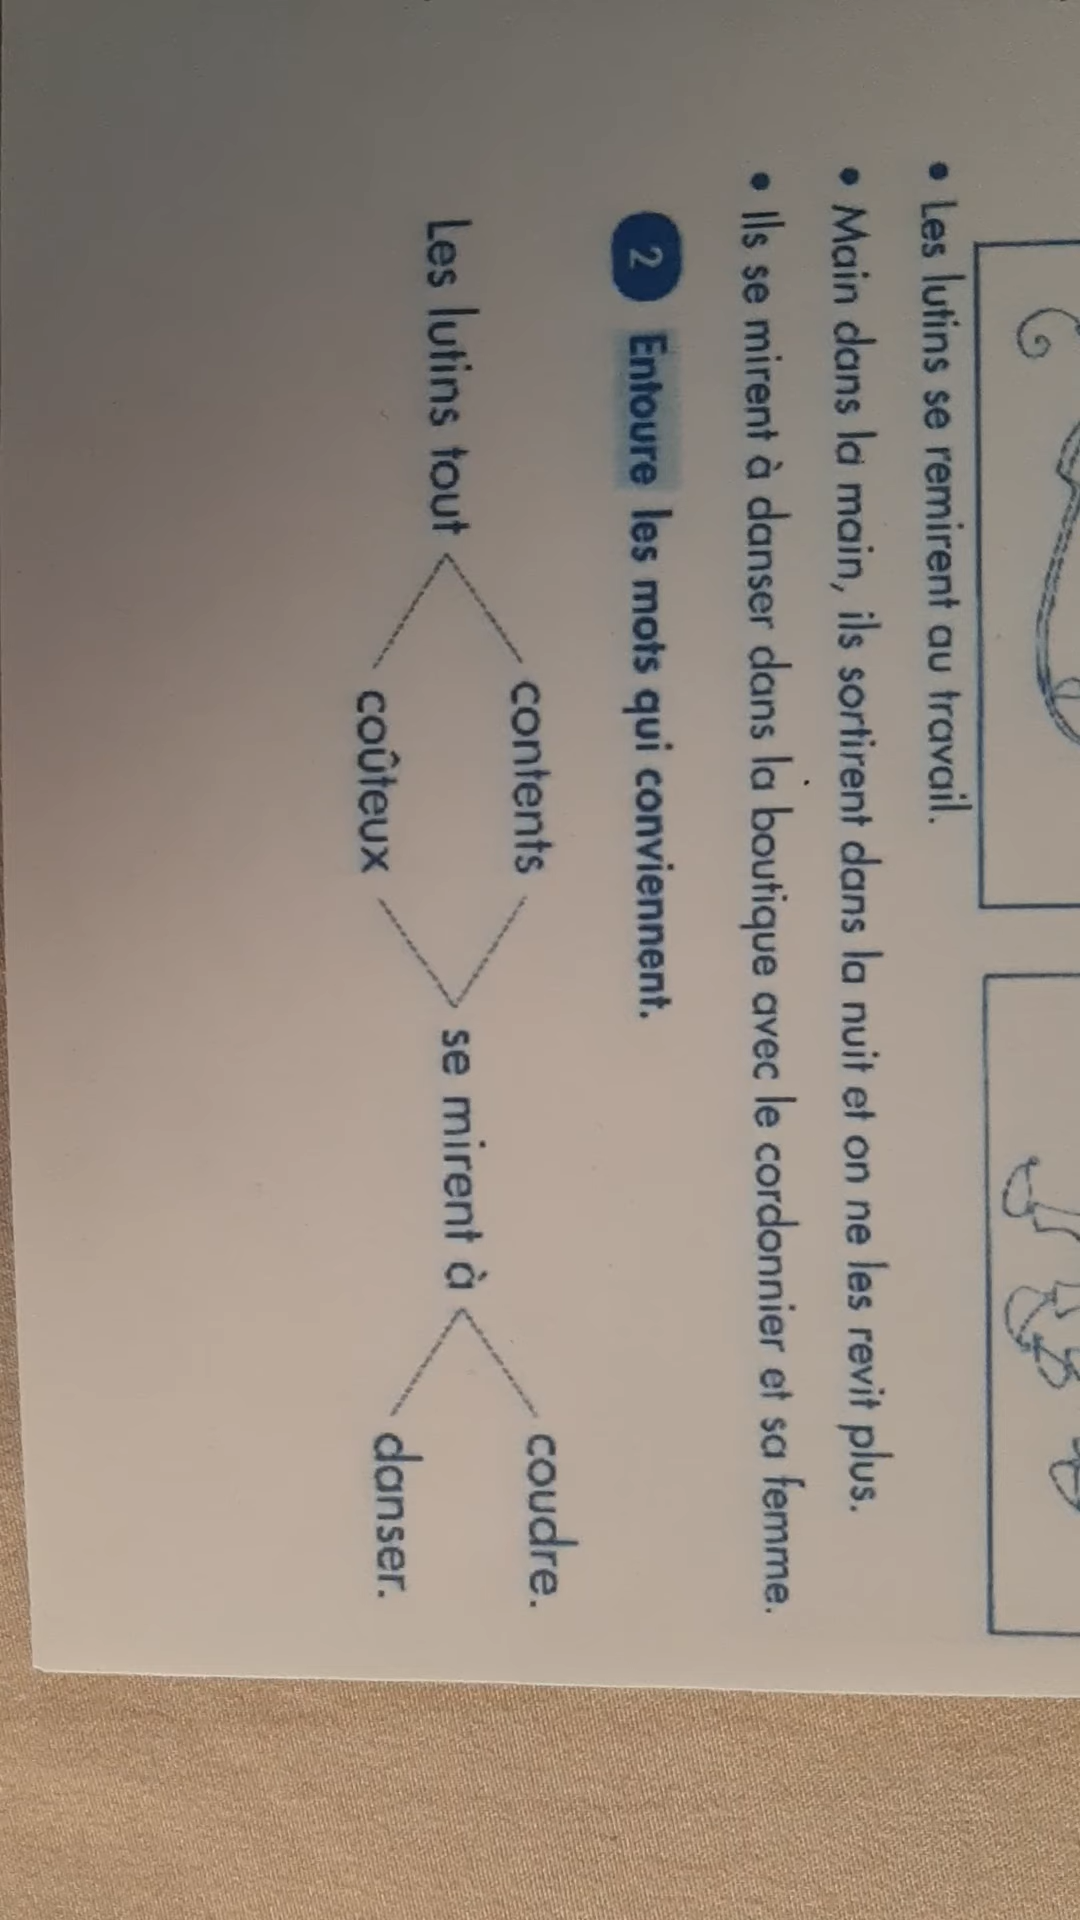 • Les lutins se remirent au travail.
• Main dans la main, ils sortirent dans la nuit et on ne les revit plus.
• Ils se mirent à danser dans la boutique avec le cordonnier et sa femme.
2 Entoure les mots qui conviennent.
contents coudre.
Les lutins tout se mirent à
coûteux danser.